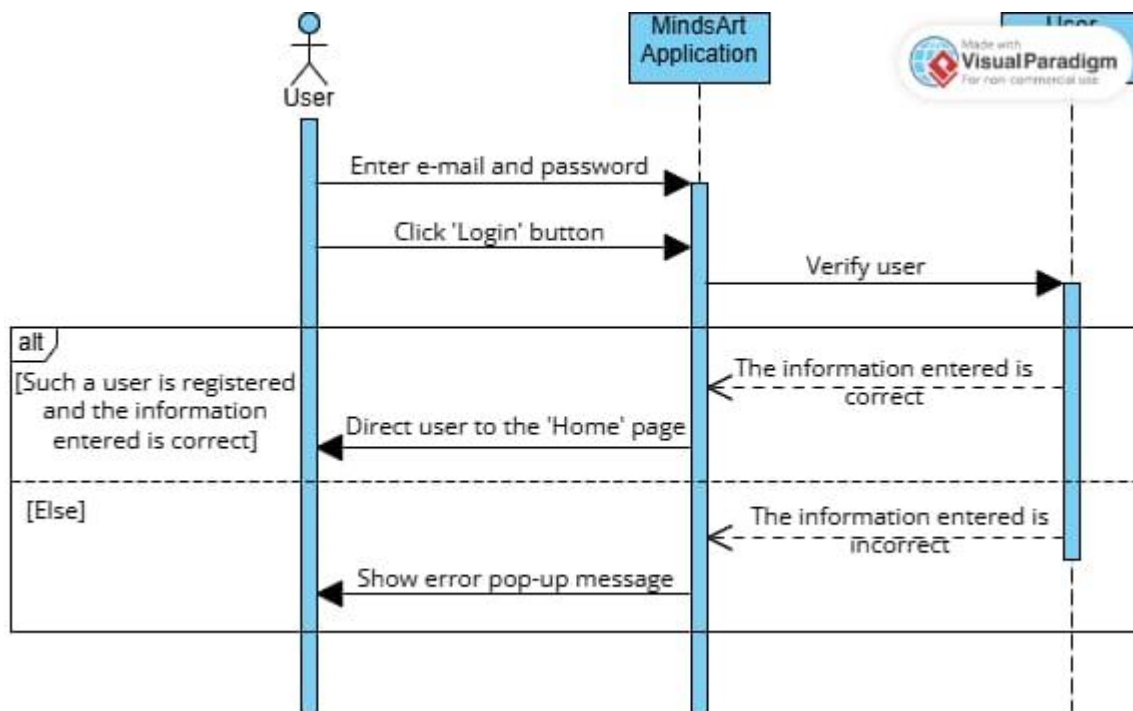 MindsArt
Application
User
Made with
Visual Paradigm
For non-commercial use
User
Enter e-mail and password
Click 'Login' button
Verify user
alt
[Such a user is registered
and the information
entered is correct]
The information entered is
correct
Direct user to the 'Home' page
[Else]
The information entered is
incorrect
Show error pop-up message